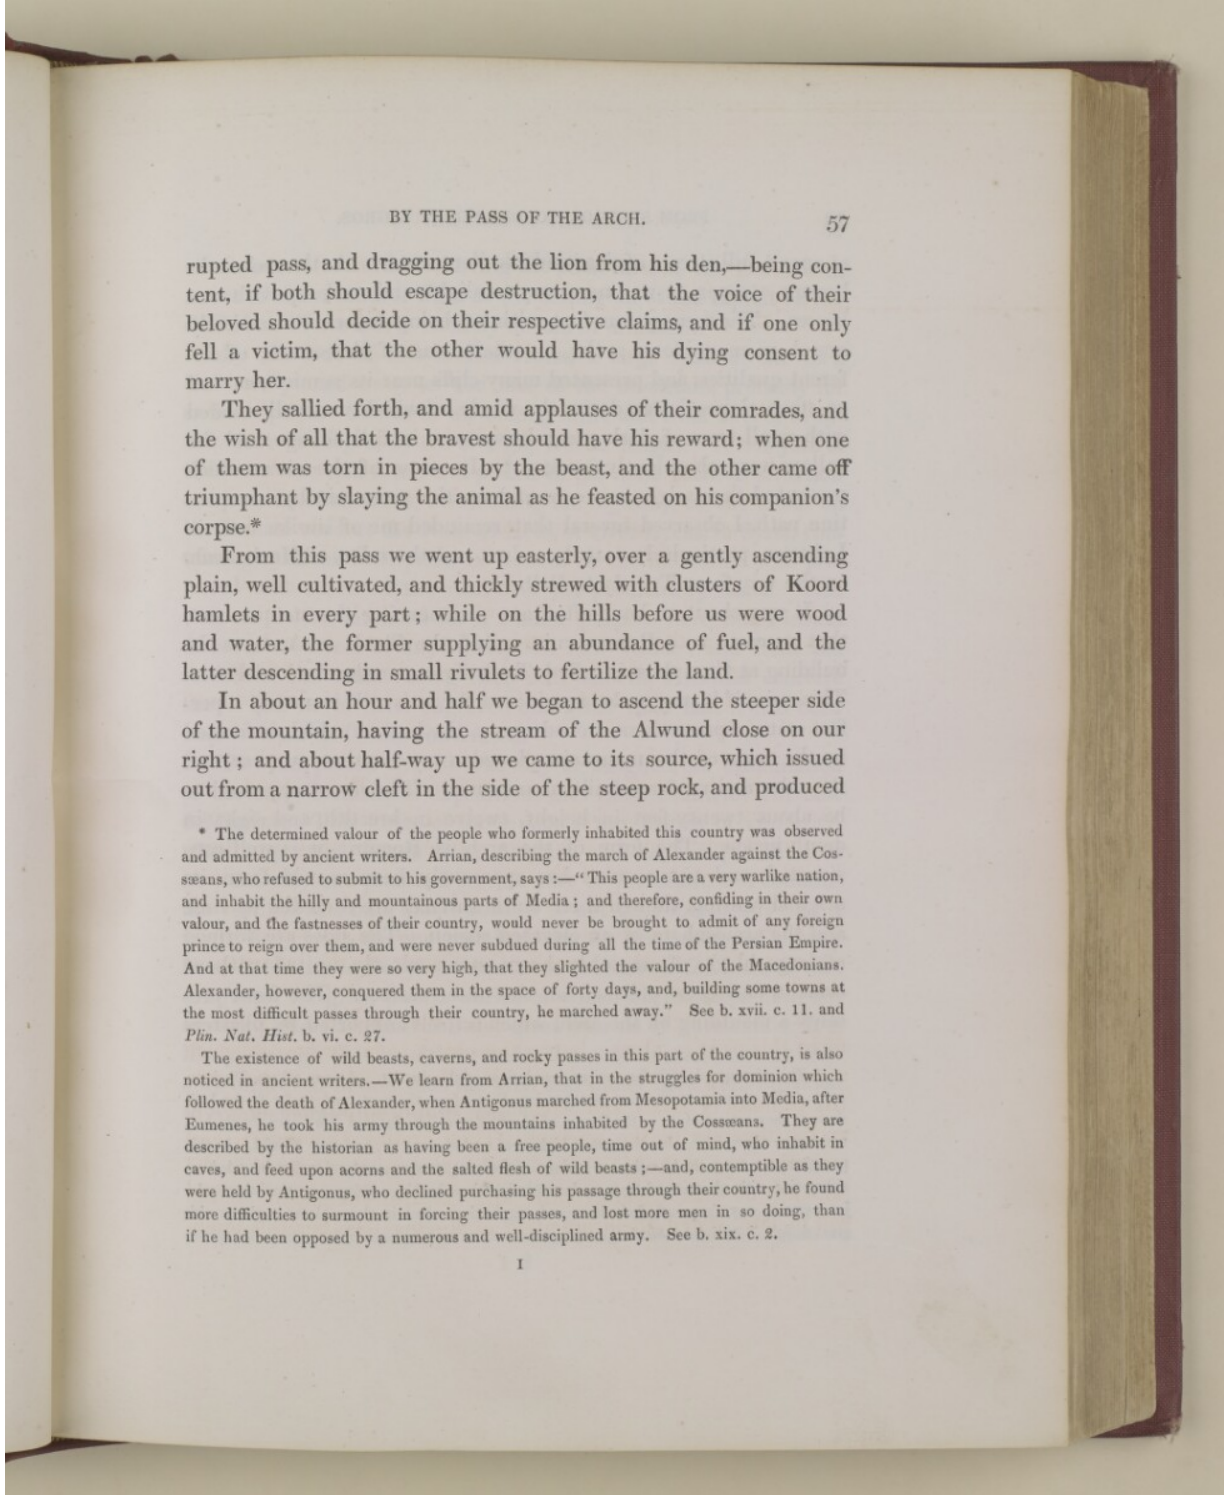 BY THE PASS OF THE ARCH. 57
rupted pass, and dragging out the lion from his den,—being con-
tent, if both should escape destruction, that the voice of their
beloved should decide on their respective claims, and if one only
fell a victim, that the other would have his dying consent to
marry her.
They sallied forth, and amid applauses of their comrades, and
the wish of all that the bravest should have his reward; when one
of them was torn in pieces by the beast, and the other came off
triumphant by slaying the animal as he feasted on his companion's
corpse.*
From this pass we went up easterly, over a gently ascending
plain, well cultivated, and thickly strewed with clusters of Koord
hamlets in every part; while on the hills before us were wood
and water, the former supplying an abundance of fuel, and the
latter descending in small rivulets to fertilize the land.
In about an hour and half we began to ascend the steeper side
of the mountain, having the stream of the Alwund close on our
right; and about half-way up we came to its source, which issued
out from a narrow cleft in the side of the steep rock, and produced
* The determined valour of the people who formerly inhabited this country was observed
and admitted by ancient writers. Arrian, describing the march of Alexander against the Cos-
sæans, who refused to submit to his government, says:—"This people are a very warlike nation,
and inhabit the hilly and mountainous parts of Media; and therefore, confiding in their own
valour, and the fastnesses of their country, would never be brought to admit of any foreign
prince to reign over them, and were never subdued during all the time of the Persian Empire.
And at that time they were so very high, that they slighted the valour of the Macedonians.
Alexander, however, conquered them in the space of forty days, and, building some towns at
the most difficult passes through their country, he marched away." See b. xvii. c. 11. and
Plin. Nat. Hist. b. vi. c. 27.
The existence of wild beasts, caverns, and rocky passes in this part of the country, is also
noticed in ancient writers.—We learn from Arrian, that in the struggles for dominion which
followed the death of Alexander, when Antigonus marched from Mesopotamia into Media, after
Eumenes, he took his army through the mountains inhabited by the Cossæans. They are
described by the historian as having been a free people, time out of mind, who inhabit in
caves, and feed upon acorns and the salted flesh of wild beasts;—and, contemptible as they
were held by Antigonus, who declined purchasing his passage through their country, he found
more difficulties to surmount in forcing their passes, and lost more men in so doing, than
if he had been opposed by a numerous and well-disciplined army. See b. xix. c. 2.
I